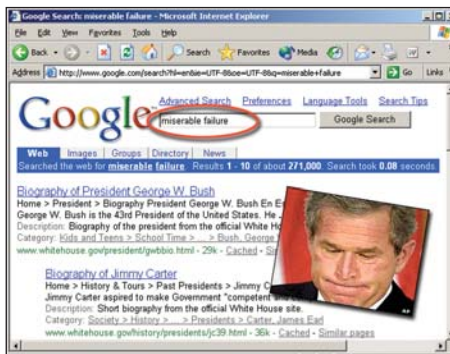 Google Search: miserable failure - Microsoft Internet Explorer
File Edit View Favorites Tools Help
Back Search Favorites Media
Address http://www.google.com/search?hl=en&ie=UTF-8&oe=UTF-8&q=miserable+failure Go Links
Google
Advanced Search Preferences Language Tools Search Tips
miserable failure Google Search
Web Images Groups Directory News
Searched the web for miserable failure. Results 1 - 10 of about 271,000. Search took 0.08 seconds.
Biography of President George W. Bush
Home > President > Biography President George W. Bush En E
George W. Bush is the 43rd President of the United States. He
Description: Biography of the president from the official White Ho
Category: Kids and Teens > School Time > ... > Bush, George
www.whitehouse.gov/president/gwbbio.html - 29k - Cached - Sim
Biography of Jimmy Carter
Home > History & Tours > Past Presidents > Jimmy C
Jimmy Carter aspired to make Government "competent
Description: Short biography from the official White House site.
Category: Society > History > ... > Presidents > Carter, James Earl
www.whitehouse.gov/history/presidents/jc39.html - 36k - Cached - Similar pages